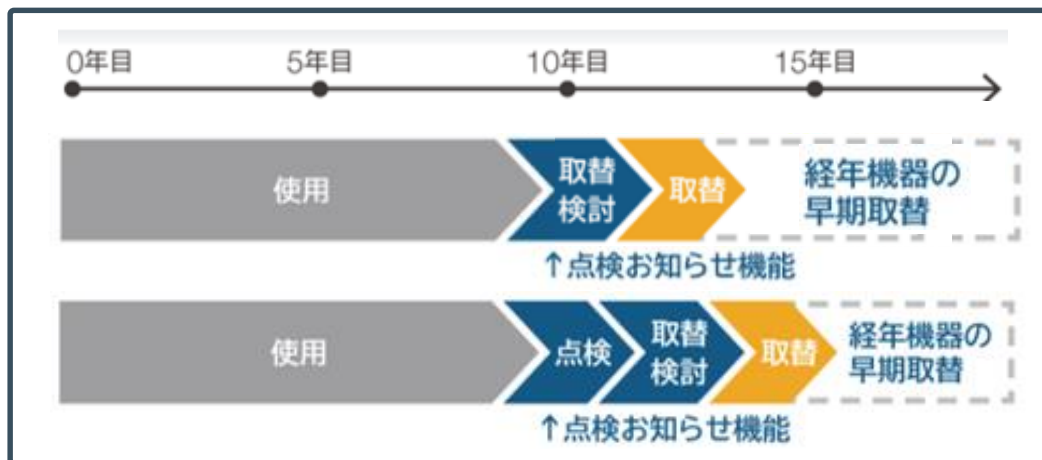 0年目 5年目 10年目 15年目
使用
取替
検討
取替
経年機器の
早期取替
↑点検お知らせ機能
使用
点検
取替
検討
取替
経年機器の
早期取替
↑点検お知らせ機能